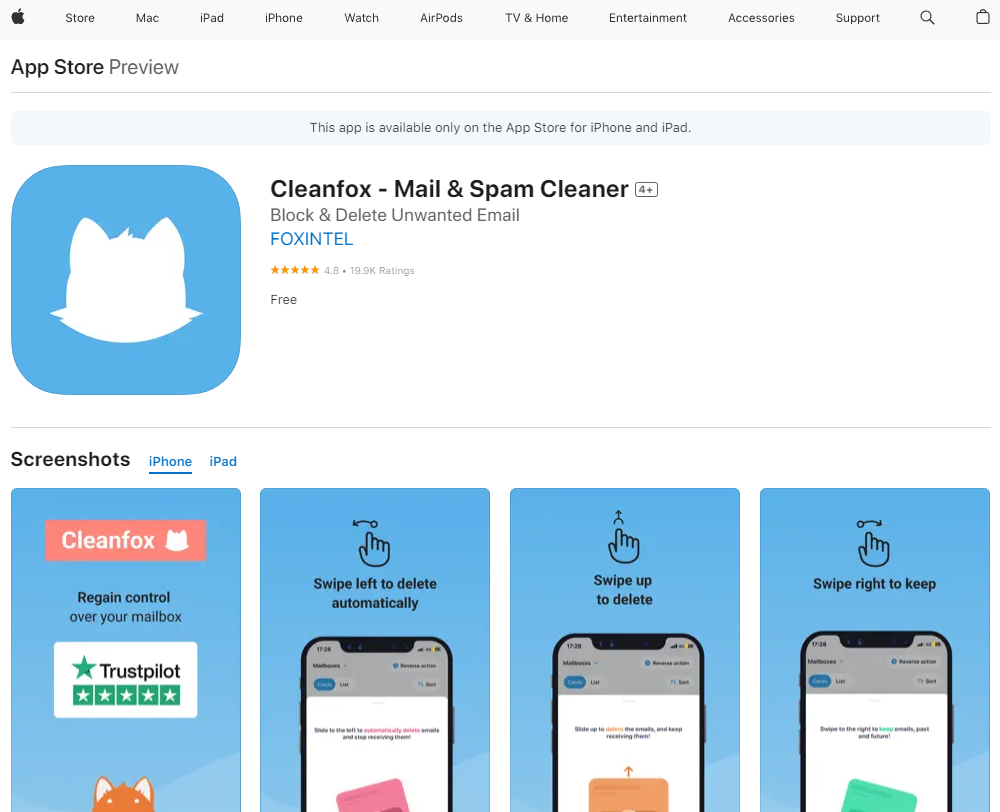 Store Mac iPad iPhone Watch AirPods TV & Home Entertainment Accessories Support
App Store Preview
This app is available only on the App Store for iPhone and iPad.
Cleanfox - Mail & Spam Cleaner 4+
Block & Delete Unwanted Email
FOXINTEL
4.8 • 19.9K Ratings
Free
Screenshots iPhone iPad
Cleanfox
Regain control
over your mailbox
Trustpilot
Swipe left to delete
automatically
17:28 4G
Mailboxes Reverse action
Cards List Sort
Slide to the left to automatically delete emails
and stop receiving them!
Swipe up
to delete
17:28 4G
Mailboxes Reverse action
Cards List Sort
Slide up to delete the emails, and keep
receiving them!
Swipe right to keep
17:28 4G
Mailboxes Reverse action
Cards List Sort
Swipe to the right to keep emails, past
and future!